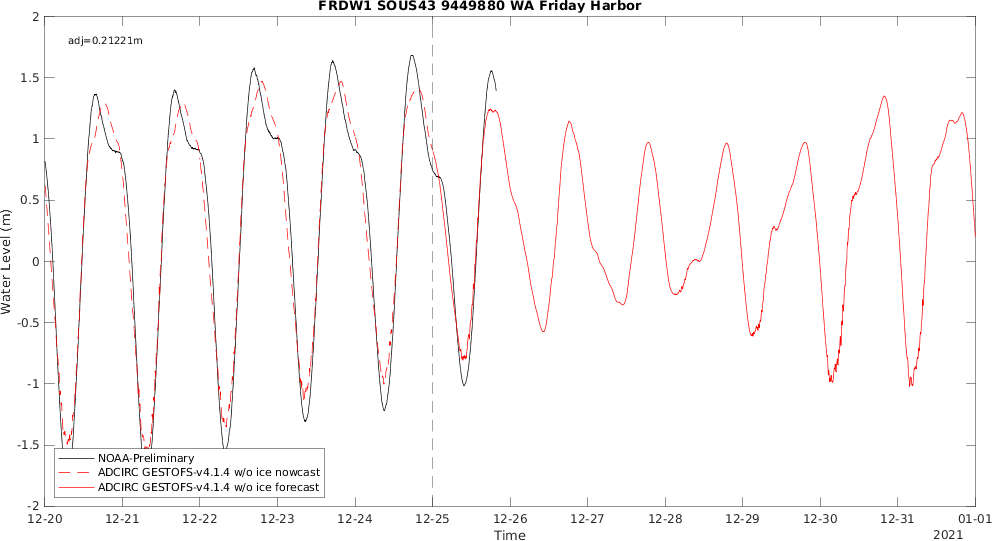 FRDW1 SOUS43 9449880 WA Friday Harbor
adj=0.21221m
2
1.5
1
0.5
0
-0.5
-1
-1.5
-2
Water Level (m)
NOAA-Preliminary
ADCIRC GESTOFS-v4.1.4 w/o ice nowcast
ADCIRC GESTOFS-v4.1.4 w/o ice forecast
12-20 12-21 12-22 12-23 12-24 12-25 12-26 12-27 12-28 12-29 12-30 12-31 01-01
Time
2021